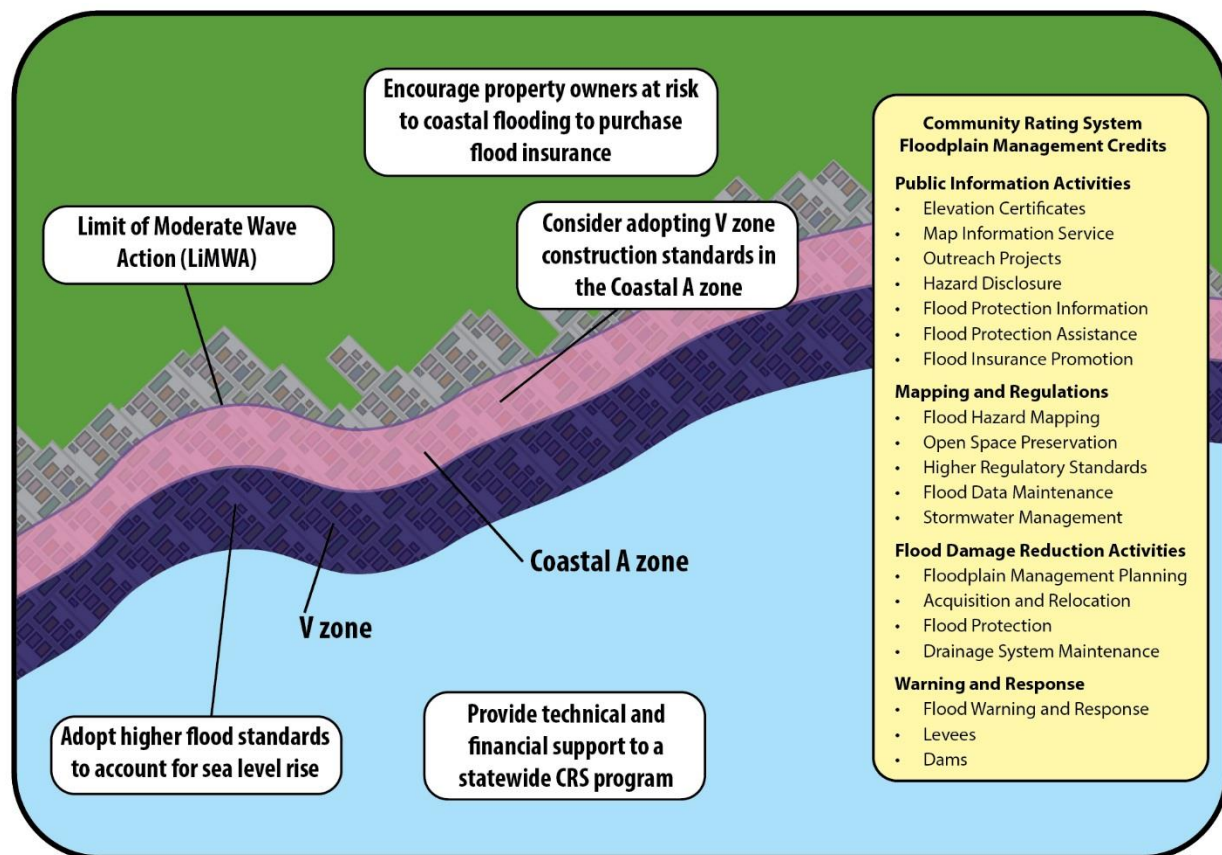 Encourage property owners at risk
to coastal flooding to purchase
flood insurance
Limit of Moderate Wave
Action (LiMWA)
Consider adopting V zone
construction standards in
the Coastal A zone
Coastal A zone
V zone
Adopt higher flood standards
to account for sea level rise
Provide technical and
financial support to a
statewide CRS program
Community Rating System
Floodplain Management Credits
Public Information Activities
• Elevation Certificates
• Map Information Service
• Outreach Projects
• Hazard Disclosure
• Flood Protection Information
• Flood Protection Assistance
• Flood Insurance Promotion
Mapping and Regulations
• Flood Hazard Mapping
• Open Space Preservation
• Higher Regulatory Standards
• Flood Data Maintenance
• Stormwater Management
Flood Damage Reduction Activities
• Floodplain Management Planning
• Acquisition and Relocation
• Flood Protection
• Drainage System Maintenance
Warning and Response
• Flood Warning and Response
• Levees
• Dams